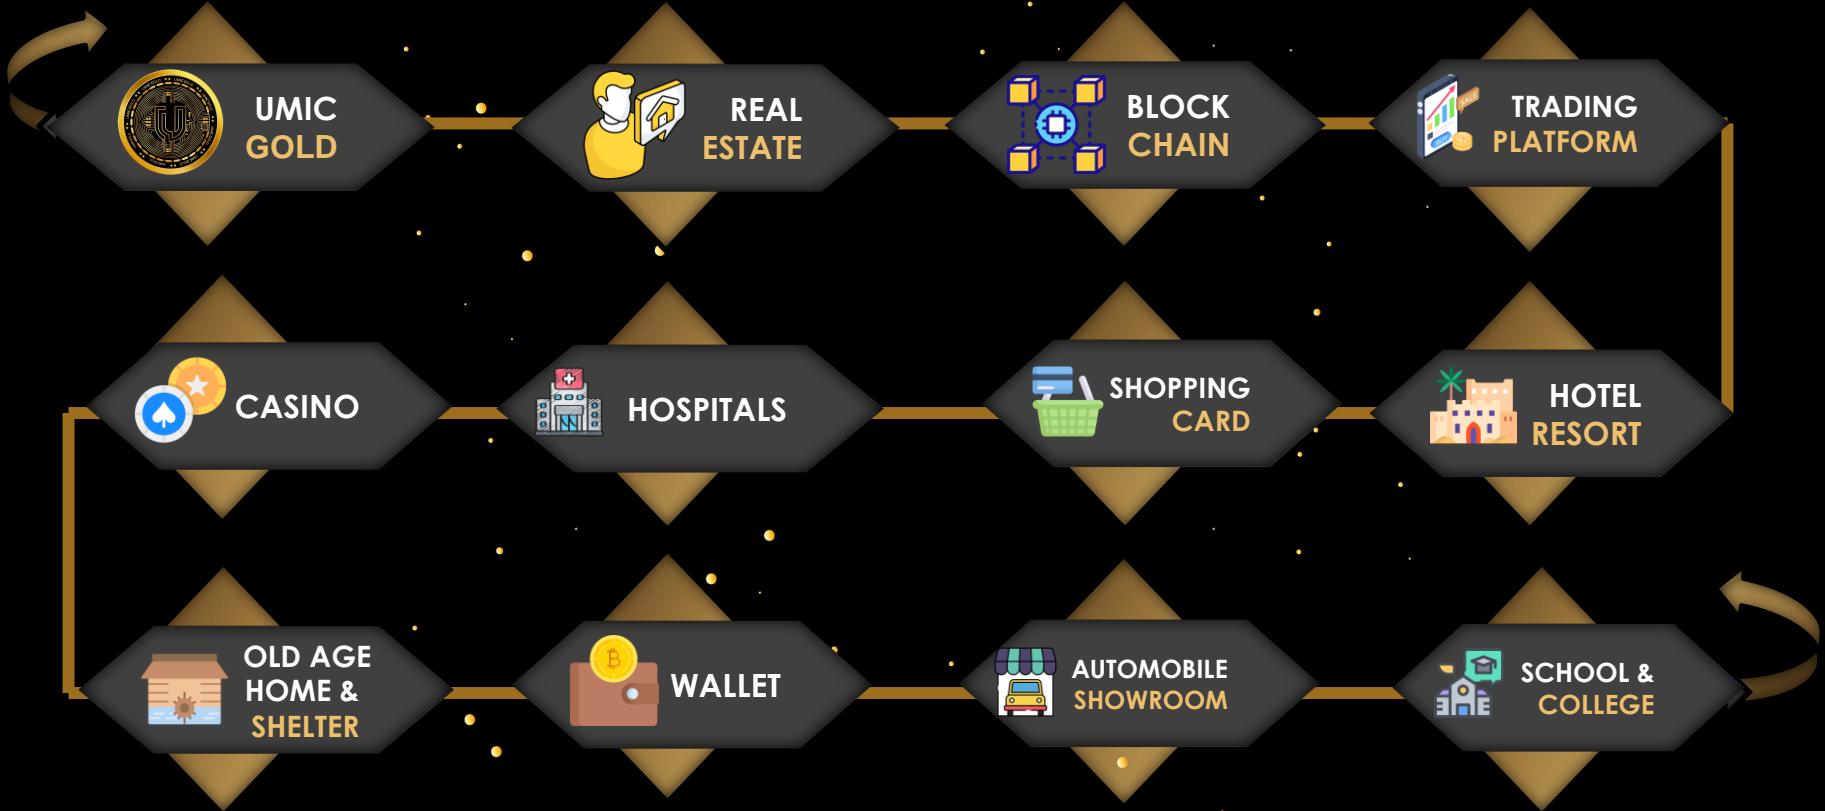 UMIC
GOLD
REAL
ESTATE
BLOCK
CHAIN
TRADING
PLATFORM
CASINO
HOSPITALS
SHOPPING
CARD
HOTEL
RESORT
OLD AGE
HOME &
SHELTER
WALLET
AUTOMOBILE
SHOWROOM
SCHOOL &
COLLEGE